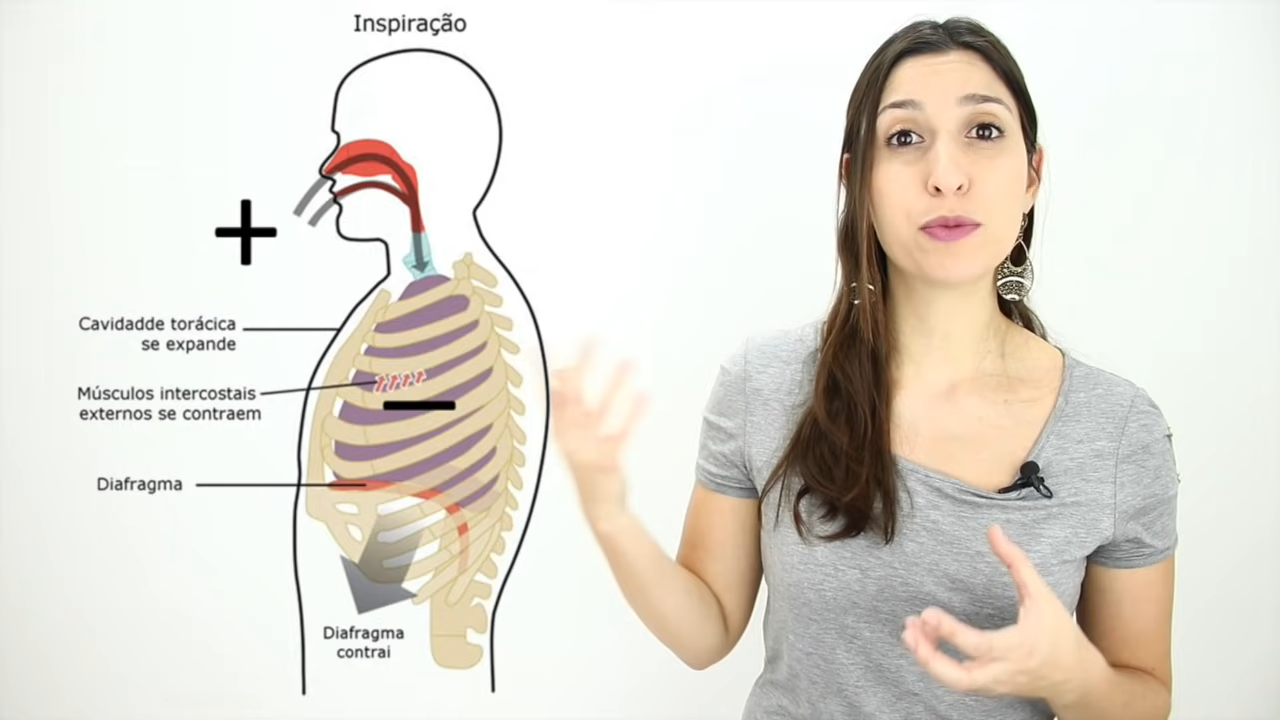 Inspiração
+
Cavidadde torácica
se expande
Músculos intercostais
externos se contraem
−
Diafragma
Diafragma
contrai